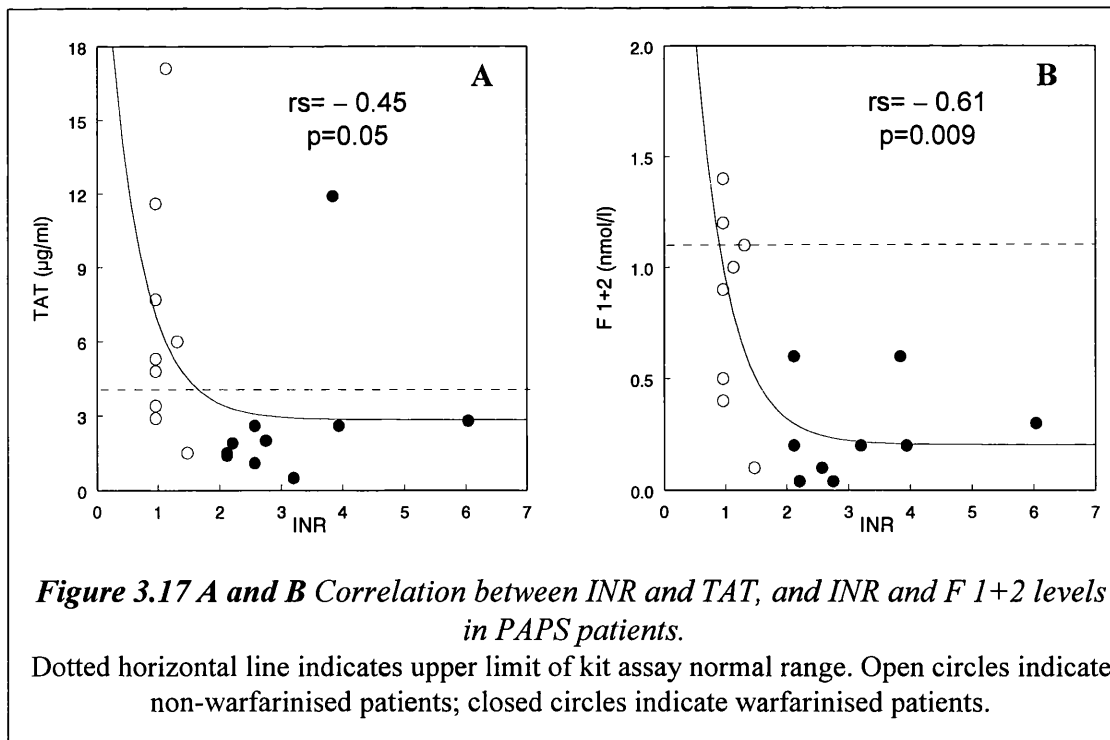 18
15
12
9
6
3
0
TAT (µg/ml)
A
rs= − 0.45
p=0.05
0 1 2 3 4 5 6 7
INR
2.0
1.5
1.0
0.5
0.0
F 1+2 (nmol/l)
B
rs= − 0.61
p=0.009
0 1 2 3 4 5 6 7
INR
Figure 3.17 A and B Correlation between INR and TAT, and INR and F 1+2 levels
in PAPS patients.
Dotted horizontal line indicates upper limit of kit assay normal range. Open circles indicate
non-warfarinised patients; closed circles indicate warfarinised patients.